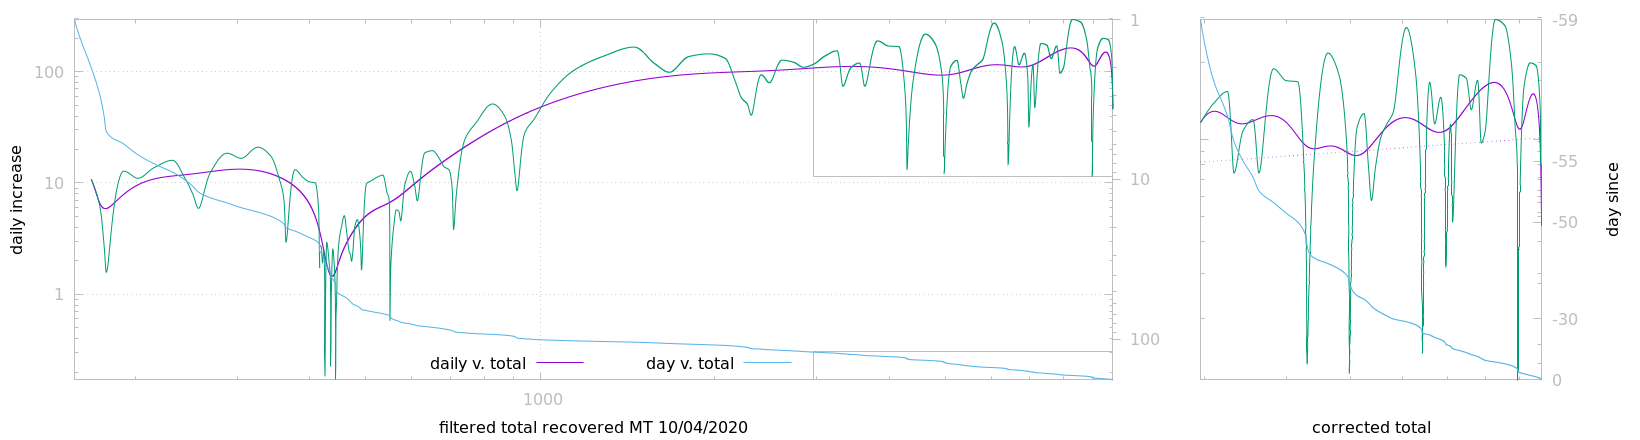 daily increase
100
10
1
1
10
100
daily v. total
day v. total
1000
filtered total recovered MT 10/04/2020
-59
-55
-50
-30
0
day since
corrected total